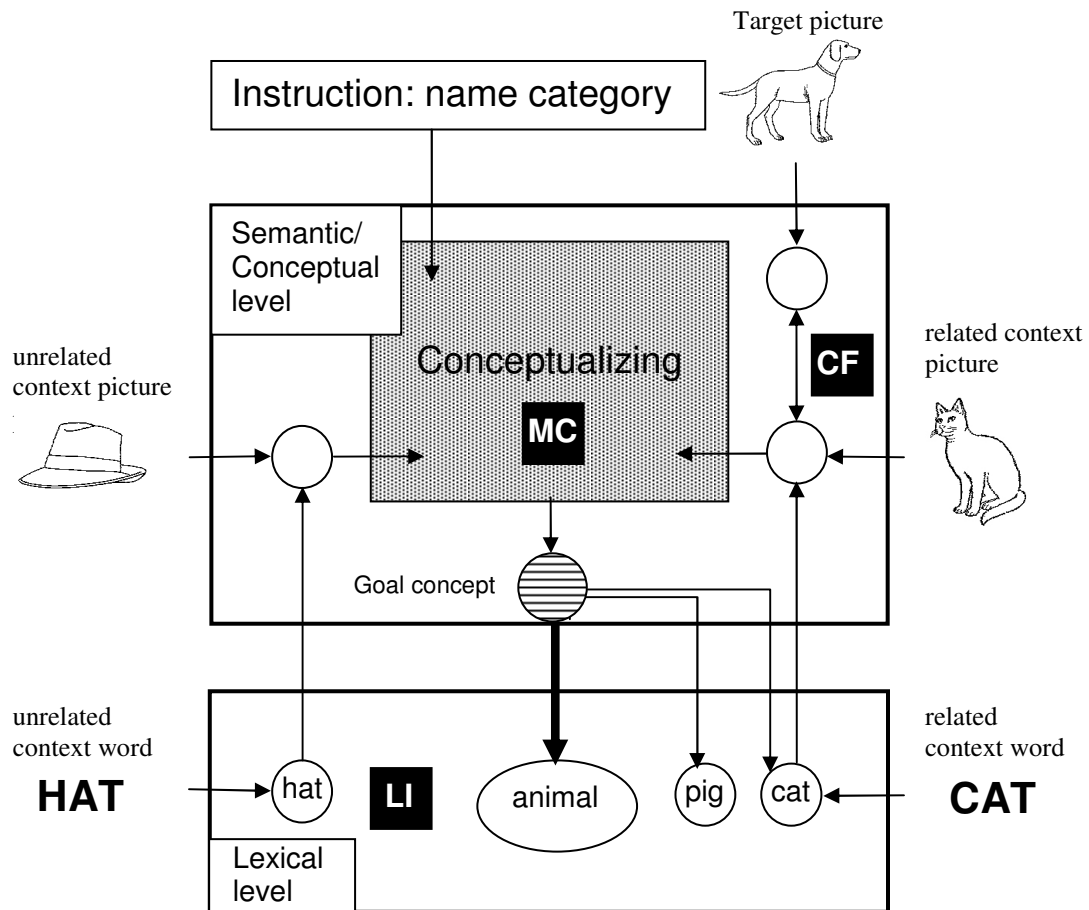 Target picture
Instruction: name category
Semantic/
Conceptual
level
unrelated
context picture
Conceptualizing
CF
related context
picture
MC
Goal concept
unrelated
context word
HAT
hat
LI
animal
pig
cat
related
context word
CAT
Lexical
level